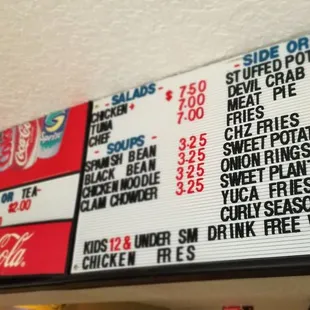 Coca-Cola
OR TEA-
$2.00
Cola
SALADS
CHICKEN+ $7.50
TUNA 7.00
CHEF 7.00
SOUPS
SPANISH BEAN 3.25
BLACK BEAN 3.25
CHICKEN NOODLE 3.25
CLAM CHOWDER 3.25
KIDS 12 & UNDER SM DRINK FREE
CHICKEN FRIES
SIDE OR
STUFFED POT
DEVIL CRAB
MEAT PIE
FRIES
CHZ FRIES
SWEET POTA
ONION RINGS
SWEET PLANT
YUCA FRIES
CURLY SEASO